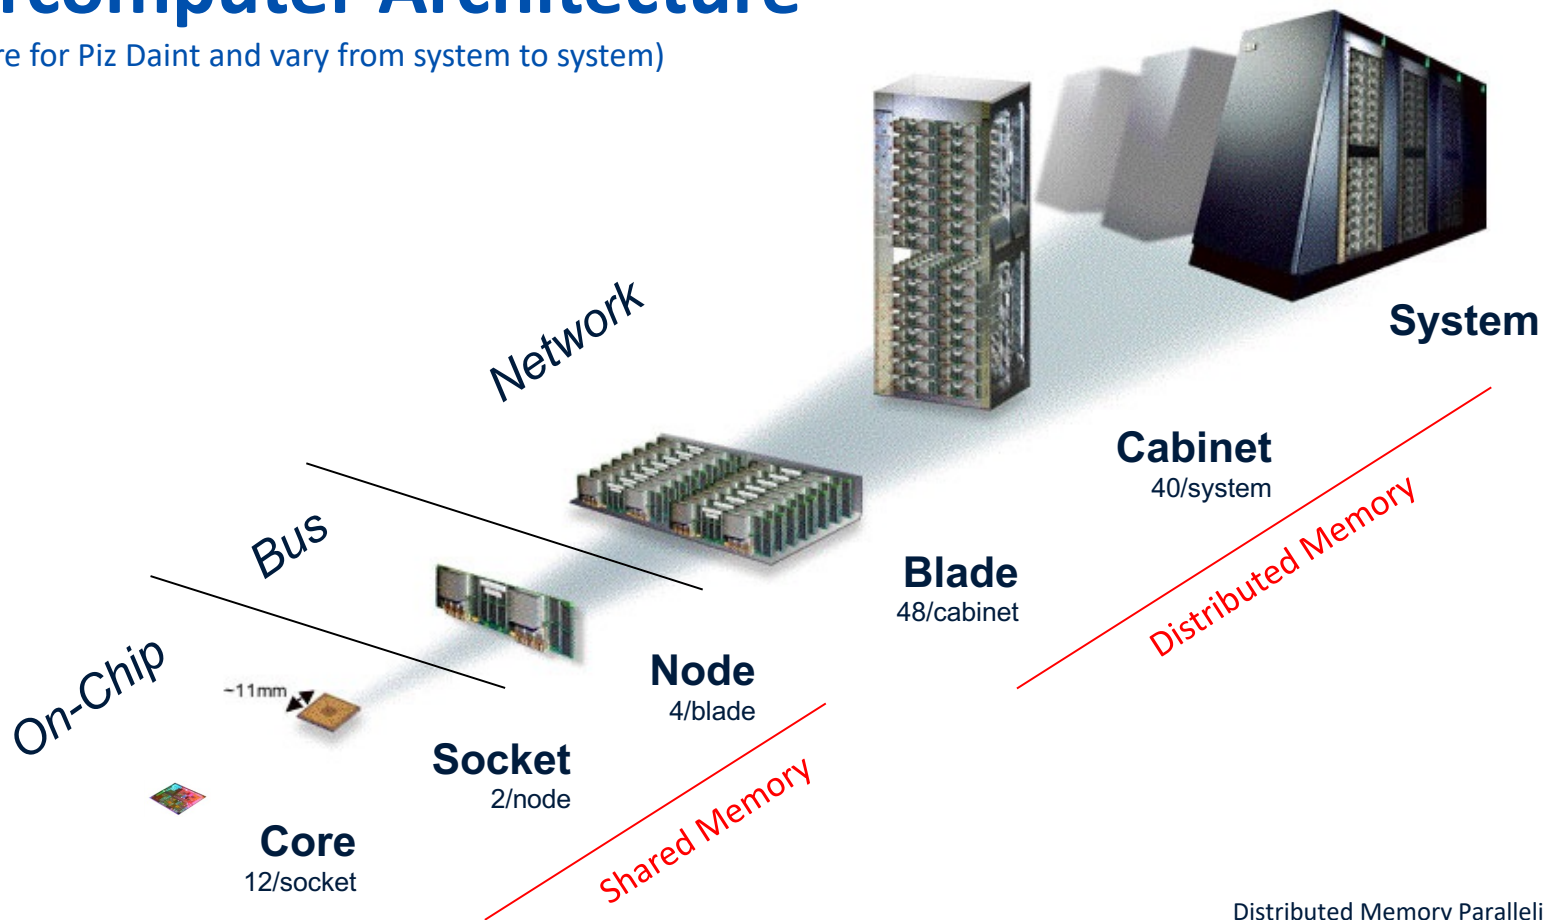 rcomputer Architecture
re for Piz Daint and vary from system to system)
System
Network
Cabinet
40/system
Distributed Memory
Bus
Blade
48/cabinet
On-Chip
~11mm
Node
4/blade
Socket
2/node
Shared Memory
Core
12/socket
Distributed Memory Paralleli